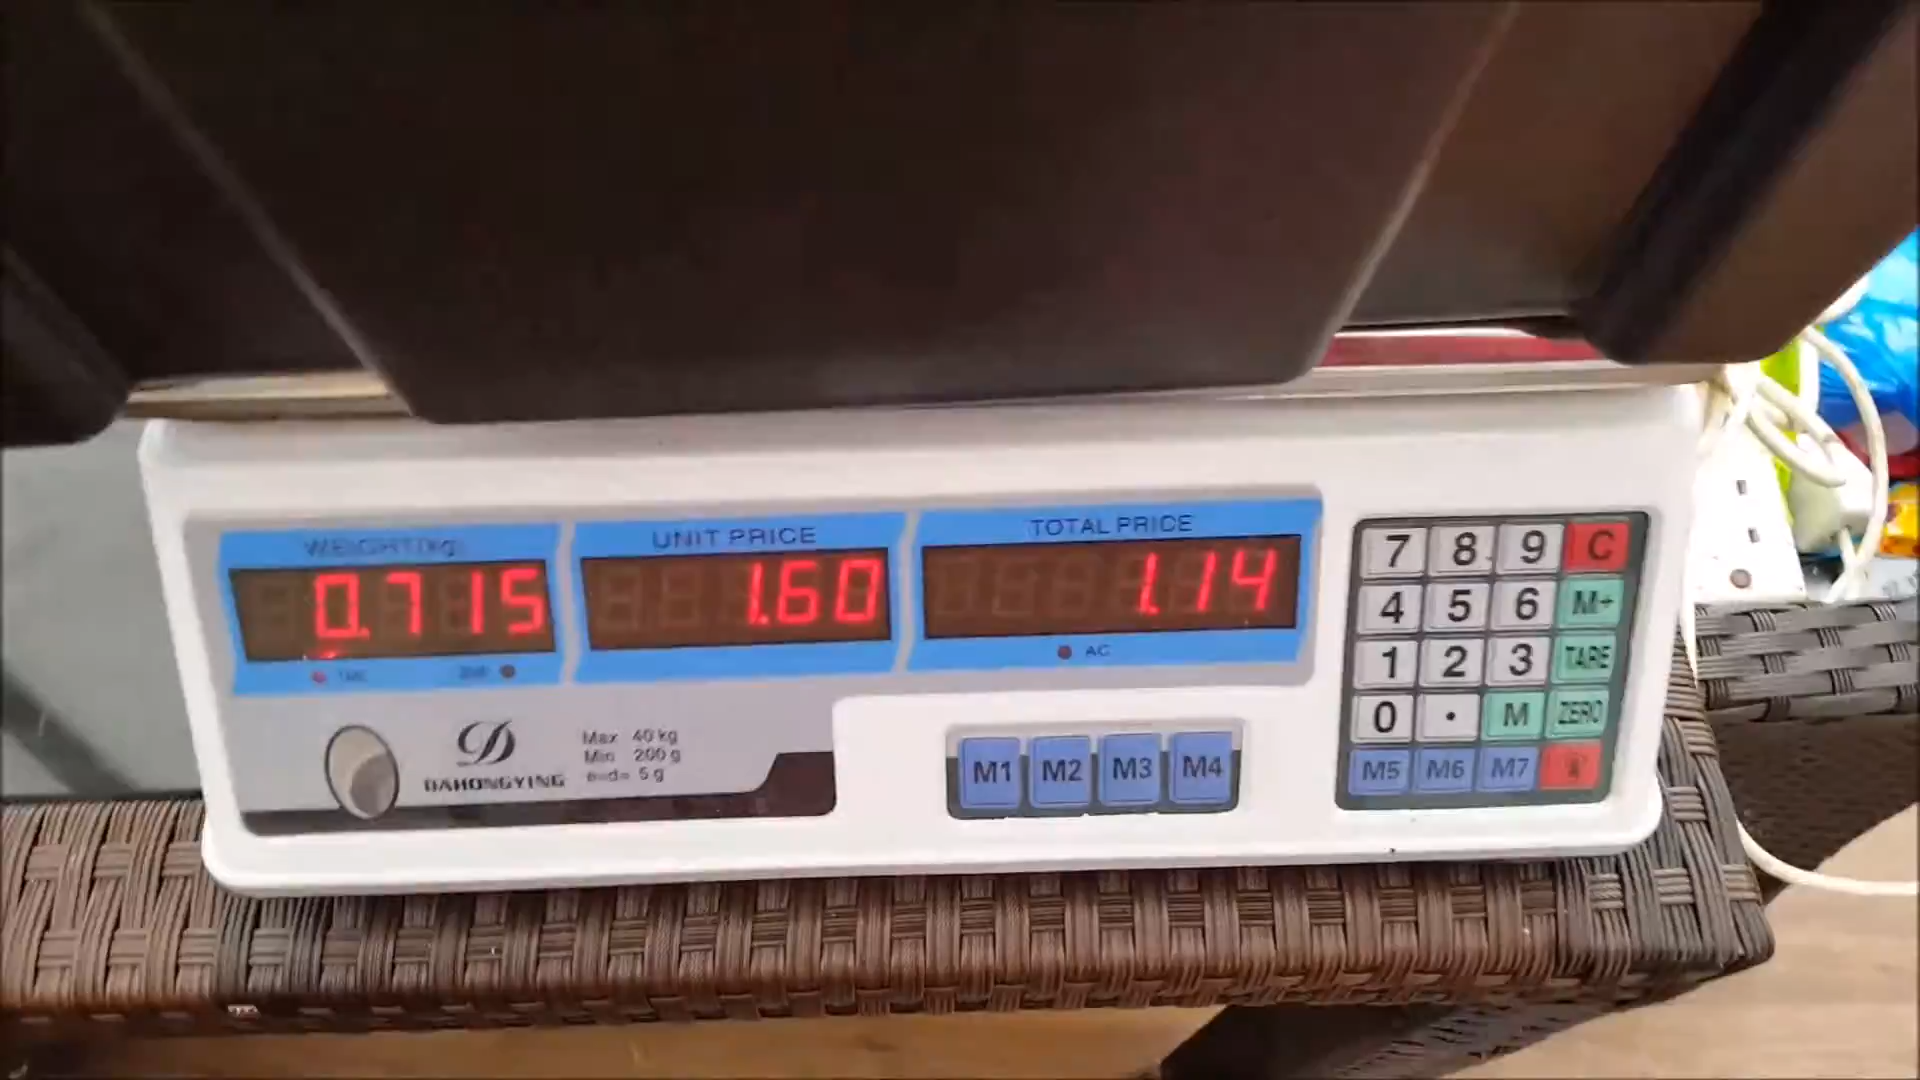 WEIGHT(kg) UNIT PRICE TOTAL PRICE
0.715 1.60 1.14
AC
DAHONGYING
Max 40 kg
Min 200 g
e=d= 5 g
M1 M2 M3 M4
7 8 9 C
4 5 6 M+
1 2 3 TARE
0 . M ZERO
M5 M6 M7